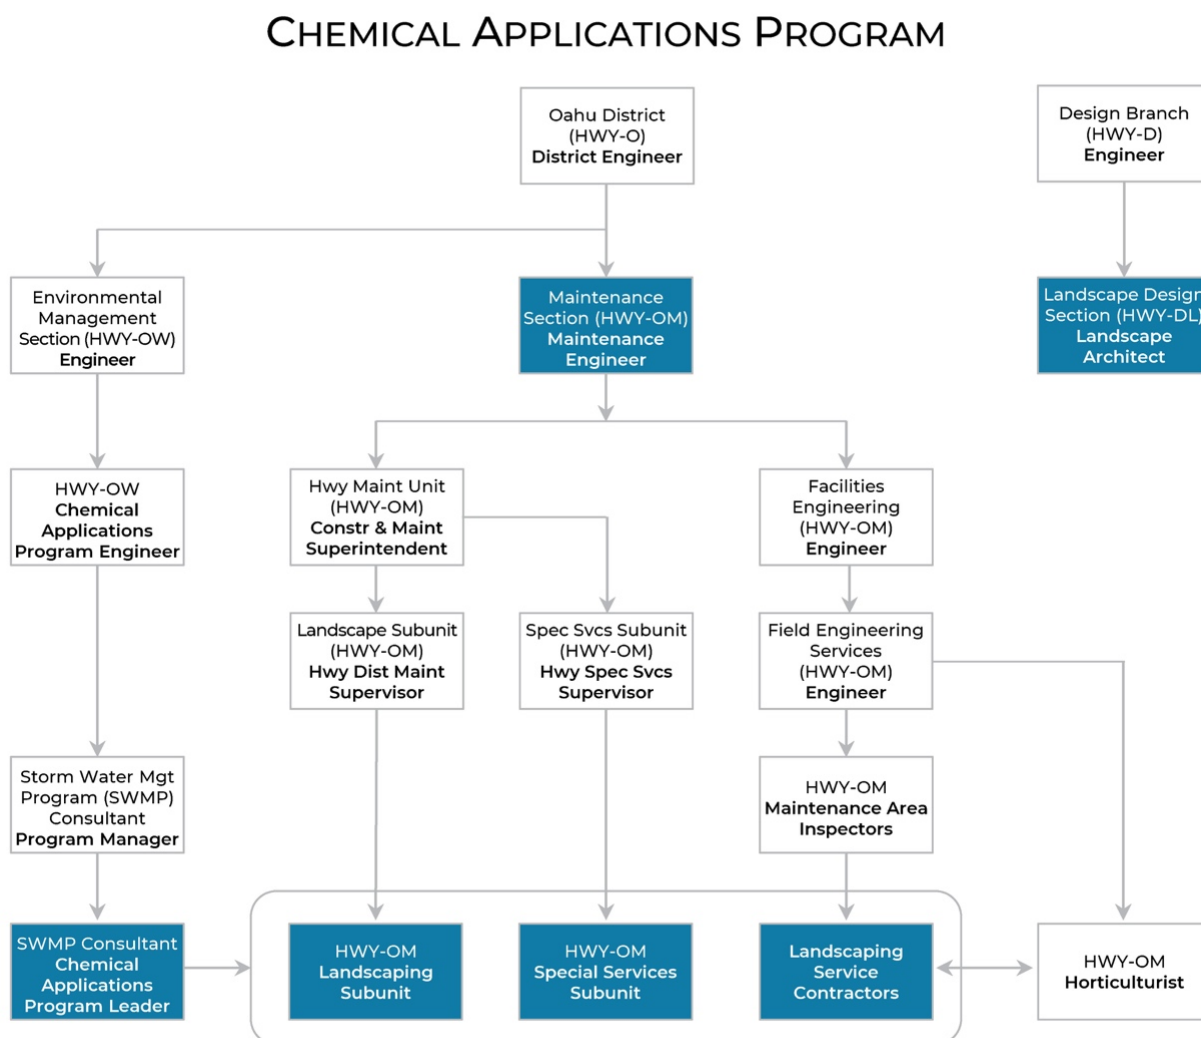 CHEMICAL APPLICATIONS PROGRAM
Oahu District
(HWY-O)
District Engineer
Design Branch
(HWY-D)
Engineer
Environmental
Management
Section (HWY-OW)
Engineer
Maintenance
Section (HWY-OM)
Maintenance
Engineer
Landscape Design
Section (HWY-DL)
Landscape
Architect
HWY-OW
Chemical
Applications
Program Engineer
Hwy Maint Unit
(HWY-OM)
Constr & Maint
Superintendent
Facilities
Engineering
(HWY-OM)
Engineer
Landscape Subunit
(HWY-OM)
Hwy Dist Maint
Supervisor
Spec Svcs Subunit
(HWY-OM)
Hwy Spec Svcs
Supervisor
Field Engineering
Services
(HWY-OM)
Engineer
Storm Water Mgt
Program (SWMP)
Consultant
Program Manager
HWY-OM
Maintenance Area
Inspectors
SWMP Consultant
Chemical
Applications
Program Leader
HWY-OM
Landscaping
Subunit
HWY-OM
Special Services
Subunit
Landscaping
Service
Contractors
HWY-OM
Horticulturist